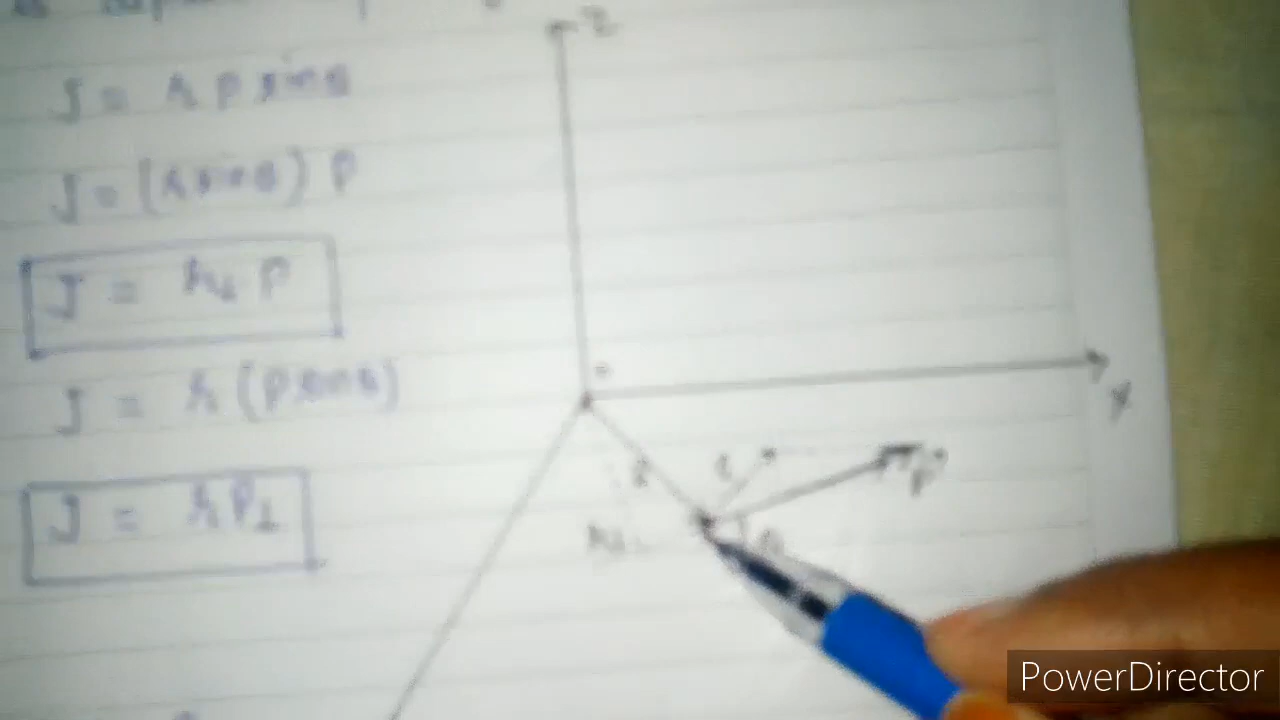 J = r p sinθ
J = (r sinθ) p
J = r⊥ p
J = r (p sinθ)
J = r p⊥
Z
o
X
r
p
r⊥
θ
PowerDirector